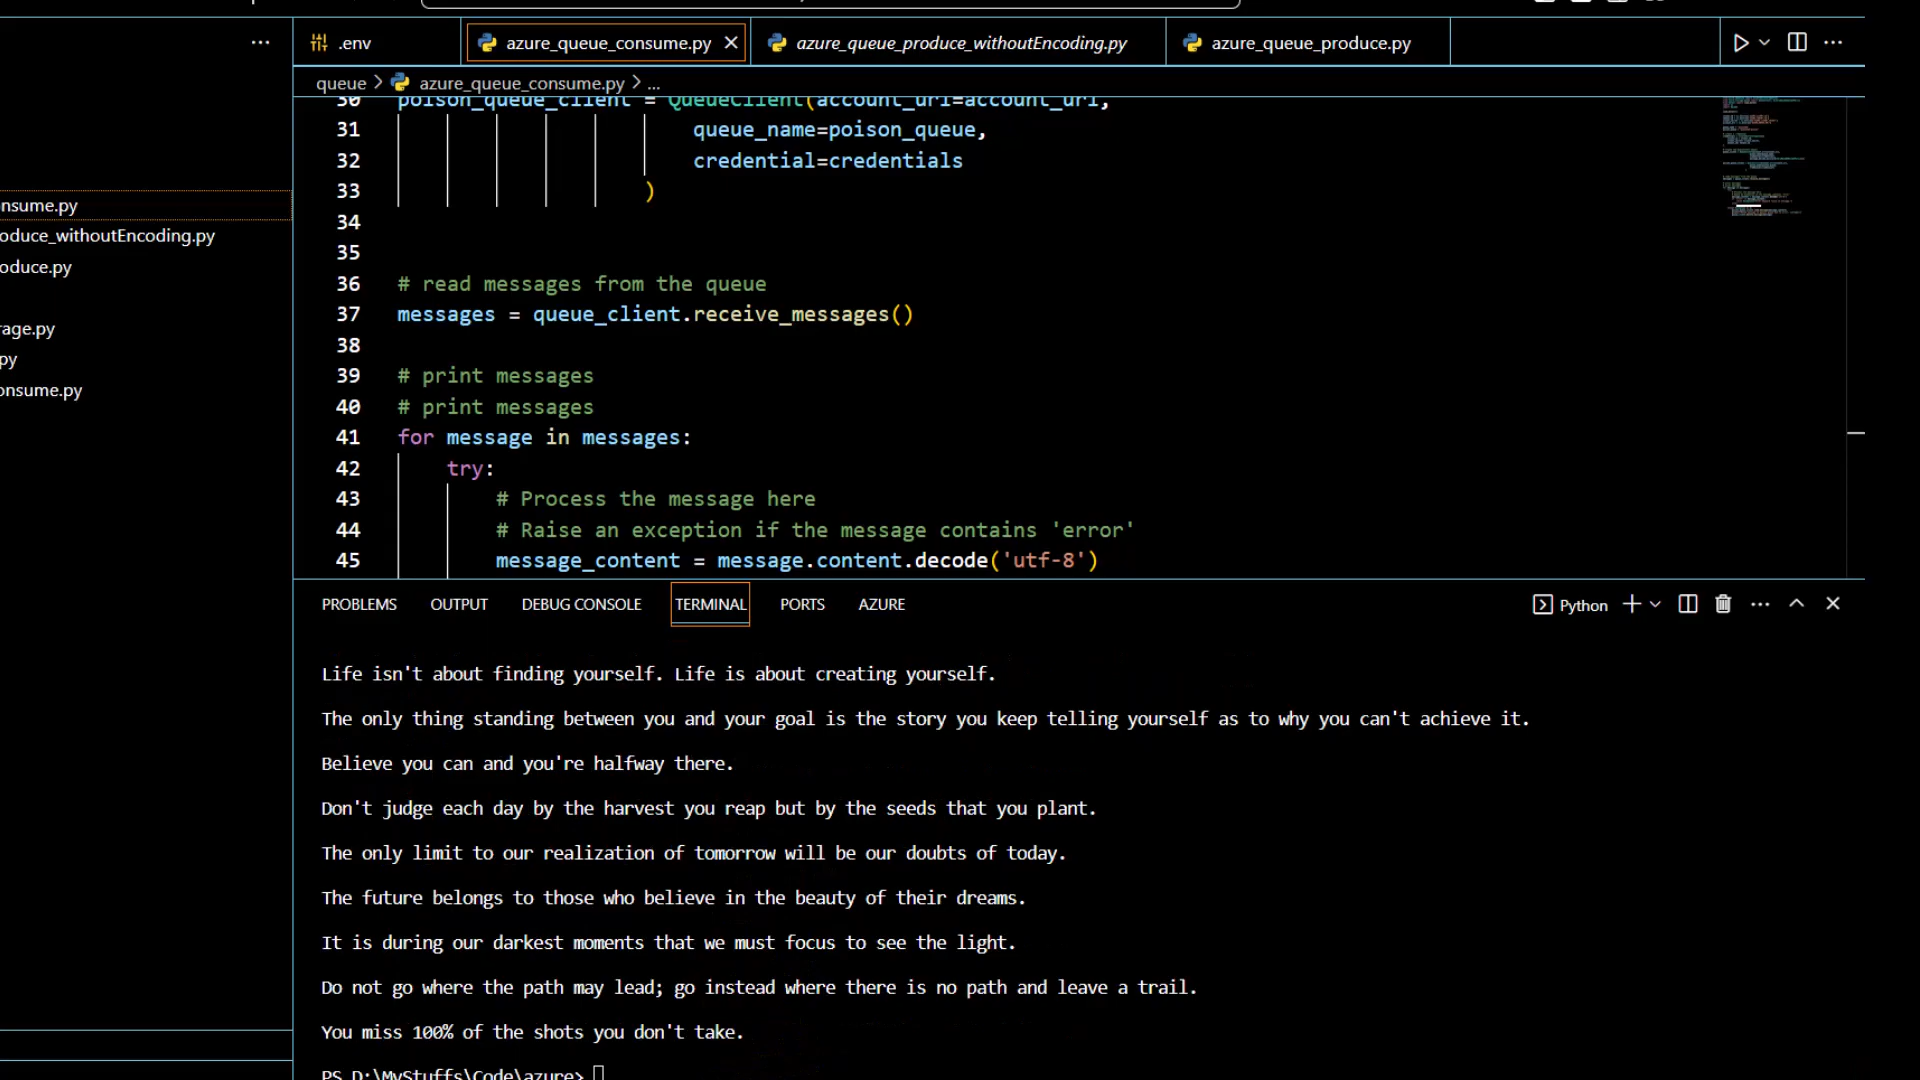 .env
azure_queue_consume.py
azure_queue_produce_withoutEncoding.py
azure_queue_produce.py
queue > azure_queue_consume.py > ...
nsume.py
oduce_withoutEncoding.py
oduce.py
rage.py
py
onsume.py
30 poison_queue_client = QueueClient(account_url=account_url,
31 queue_name=poison_queue,
32 credential=credentials
33 )
34
35
36 # read messages from the queue
37 messages = queue_client.receive_messages()
38
39 # print messages
40 # print messages
41 for message in messages:
42 try:
43 # Process the message here
44 # Raise an exception if the message contains 'error'
45 message_content = message.content.decode('utf-8')
PROBLEMS OUTPUT DEBUG CONSOLE TERMINAL PORTS AZURE
Python
Life isn't about finding yourself. Life is about creating yourself.
The only thing standing between you and your goal is the story you keep telling yourself as to why you can't achieve it.
Believe you can and you're halfway there.
Don't judge each day by the harvest you reap but by the seeds that you plant.
The only limit to our realization of tomorrow will be our doubts of today.
The future belongs to those who believe in the beauty of their dreams.
It is during our darkest moments that we must focus to see the light.
Do not go where the path may lead; go instead where there is no path and leave a trail.
You miss 100% of the shots you don't take.
PS D:\MyStuffs\Code\azure>